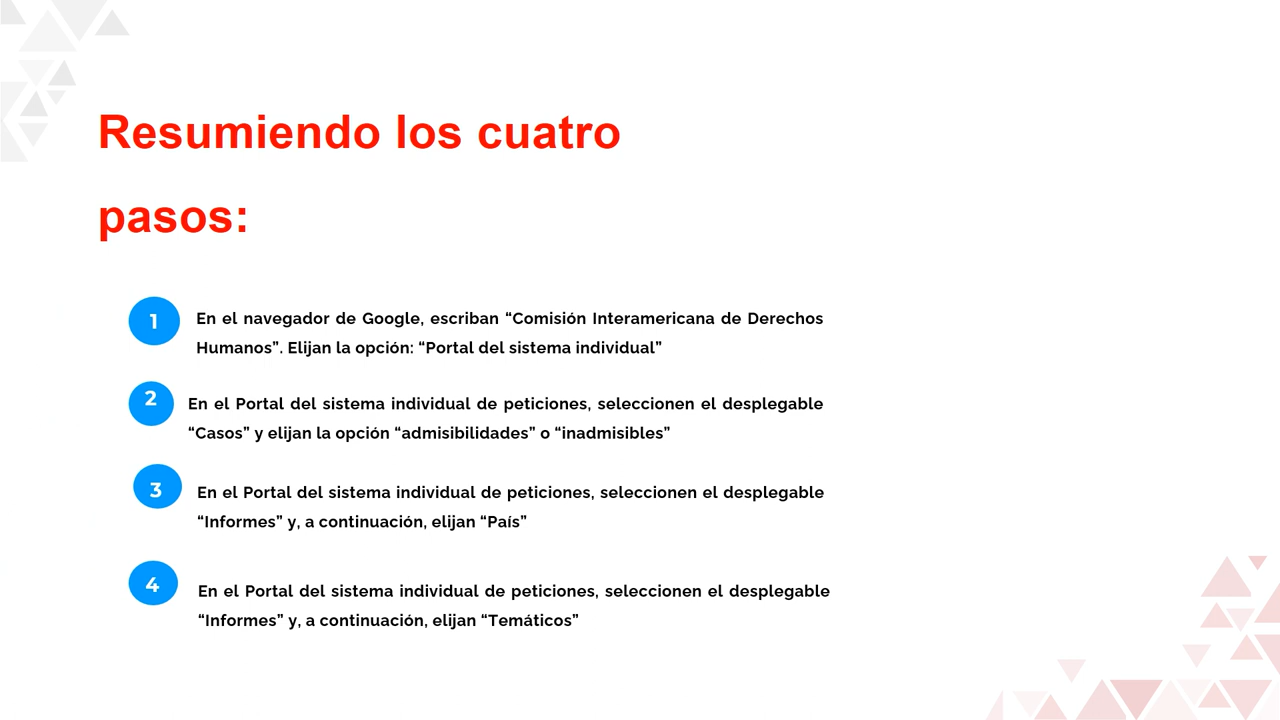 Resumiendo los cuatro
pasos:
1
En el navegador de Google, escriban “Comisión Interamericana de Derechos
Humanos”. Elijan la opción: “Portal del sistema individual”
2
En el Portal del sistema individual de peticiones, seleccionen el desplegable
“Casos” y elijan la opción “admisibilidades” o “inadmisibles”
3
En el Portal del sistema individual de peticiones, seleccionen el desplegable
“Informes” y, a continuación, elijan “País”
4
En el Portal del sistema individual de peticiones, seleccionen el desplegable
“Informes” y, a continuación, elijan “Temáticos”